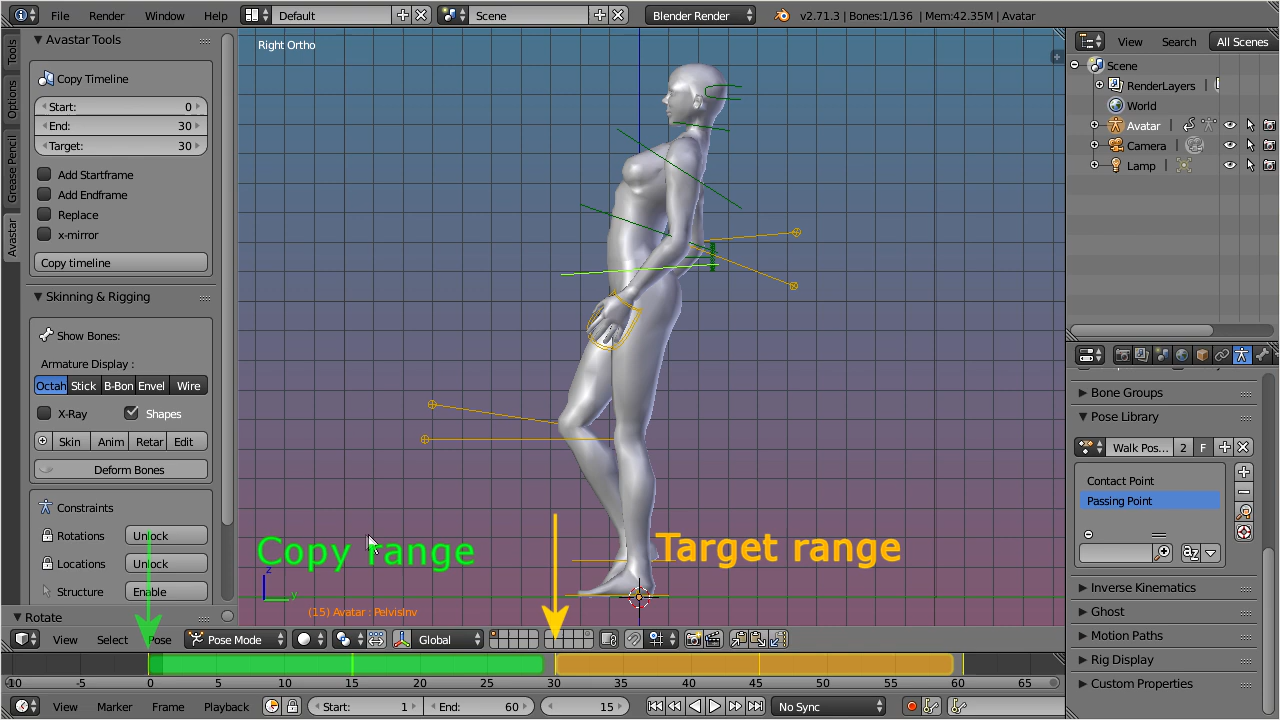 File Render Window Help Default Scene Blender Render v2.71.3 | Bones:1/136 | Mem:42.35M | Avatar
Tools
Options
Grease Pencil
Avastar
Avastar Tools
Copy Timeline
Start: 0
End: 30
Target: 30
Add Startframe
Add Endframe
Replace
x-mirror
Copy timeline
Skinning & Rigging
Show Bones:
Armature Display :
Octah Stick B-Bon Envel Wire
X-Ray Shapes
Skin Anim Retar Edit
Deform Bones
Constraints
Rotations Unlock
Locations Unlock
Structure Enable
Rotate
Right Ortho
Copy range
Target range
z
y
(15) Avatar : PelvisInv
View Select Pose Pose Mode Global
-10 -5 0 5 10 15 20 25 30 35 40 45 50 55 60 65
View Marker Frame Playback Start: 1 End: 60 15 No Sync
View Search All Scenes
Scene
RenderLayers |
World
Avatar |
Camera |
Lamp |
Bone Groups
Pose Library
Walk Pos... 2 F
Contact Point
Passing Point
az
Inverse Kinematics
Ghost
Motion Paths
Rig Display
Custom Properties